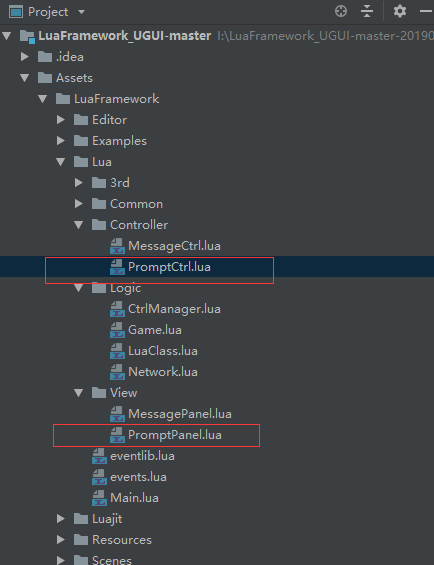 Project
LuaFramework_UGUI-master I:\LuaFramework_UGUI-master-20190
.idea
Assets
LuaFramework
Editor
Examples
Lua
3rd
Common
Controller
MessageCtrl.lua
PromptCtrl.lua
Logic
CtrlManager.lua
Game.lua
LuaClass.lua
Network.lua
View
MessagePanel.lua
PromptPanel.lua
eventlib.lua
events.lua
Main.lua
Luajit
Resources
Scenes